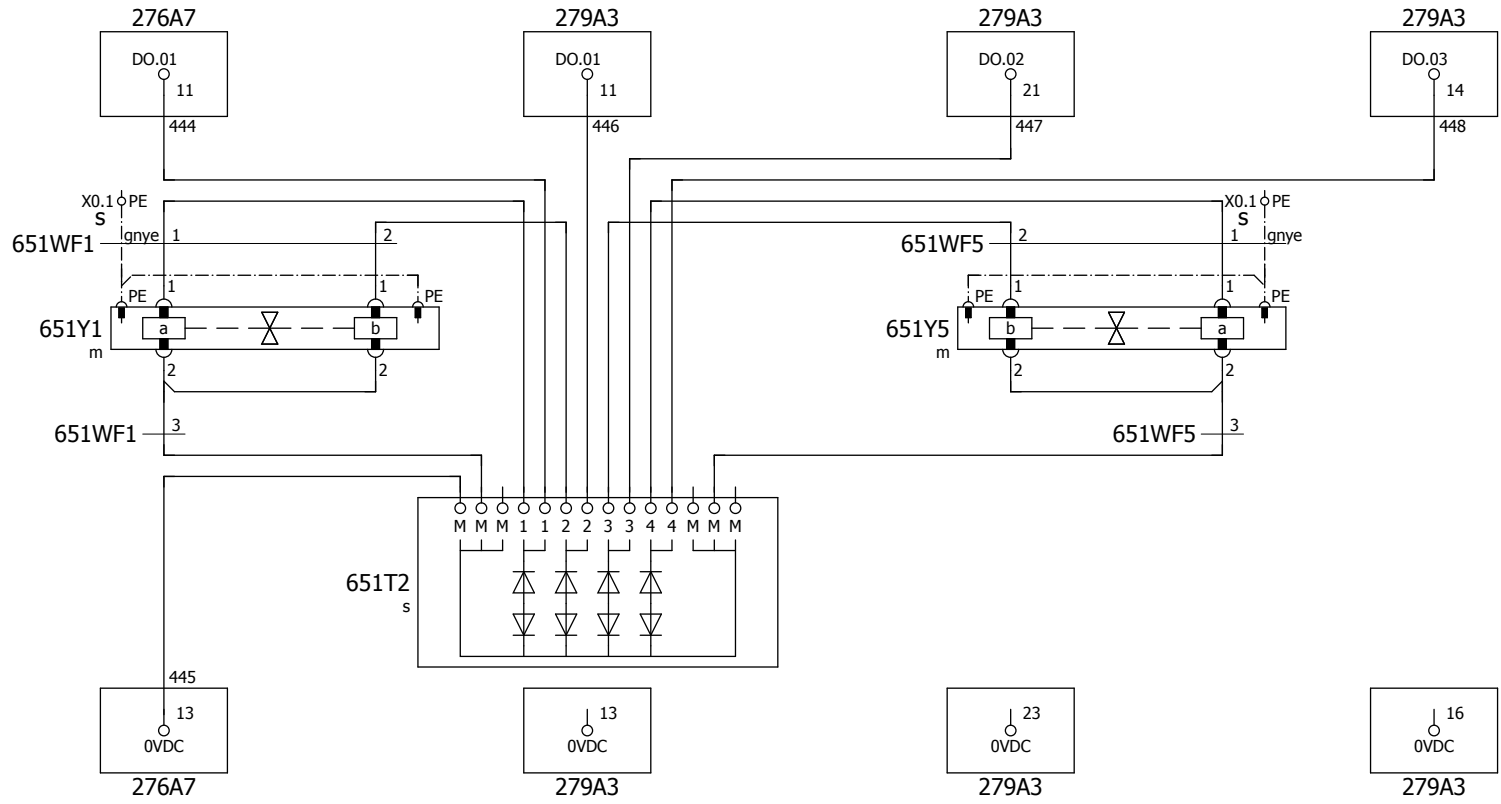 276A7 279A3 279A3 279A3
DO.01 DO.01 DO.02 DO.03
11 11 21 14
444 446 447 448
X0.1 PE X0.1 PE
S S
651WF1 gnye 1 2 651WF5 2 1 gnye
1 1 1 1
PE PE PE PE
651Y1 a b 651Y5 b a
m m
2 2 2 2
651WF1 3 651WF5 3
M M M 1 1 2 2 3 3 4 4 M M M
651T2
s
445
13 13 23 16
0VDC 0VDC 0VDC 0VDC
276A7 279A3 279A3 279A3